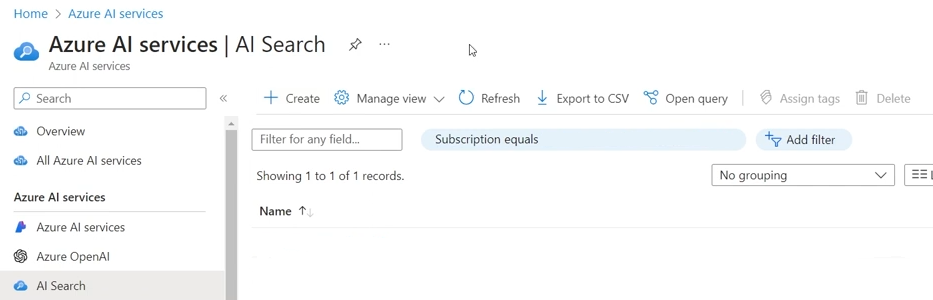 Home > Azure AI services
Azure AI services | AI Search
...
Azure AI services
Search
«
Create
Manage view
Refresh
Export to CSV
Open query
Assign tags
Delete
Overview
All Azure AI services
Azure AI services
Azure AI services
Azure OpenAI
AI Search
Filter for any field...
Subscription equals
Add filter
Showing 1 to 1 of 1 records.
No grouping
Name ↑↓